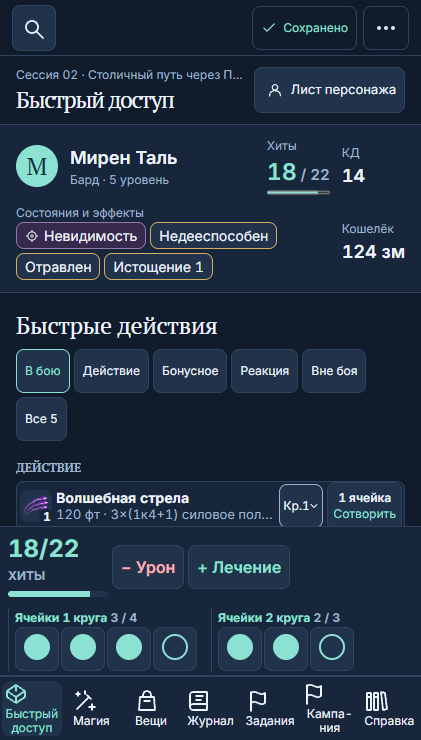 Сохранено
Сессия 02 · Столичный путь через П...
Быстрый доступ
Лист персонажа
М
Мирен Таль
Бард · 5 уровень
Хиты
18 / 22
КД
14
Состояния и эффекты
Невидимость
Недееспособен
Отравлен
Истощение 1
Кошелёк
124 зм
Быстрые действия
В бою
Действие
Бонусное
Реакция
Вне боя
Все 5
ДЕЙСТВИЕ
1
Волшебная стрела
120 фт · 3×(1к4+1) силовое пол...
Кр.1
1 ячейка
Сотворить
18/22
ХИТЫ
− Урон
+ Лечение
Ячейки 1 круга 3 / 4
Ячейки 2 круга 2 / 3
Быстрый
доступ
Магия
Вещи
Журнал
Задания
Кампа-
ния
Справка